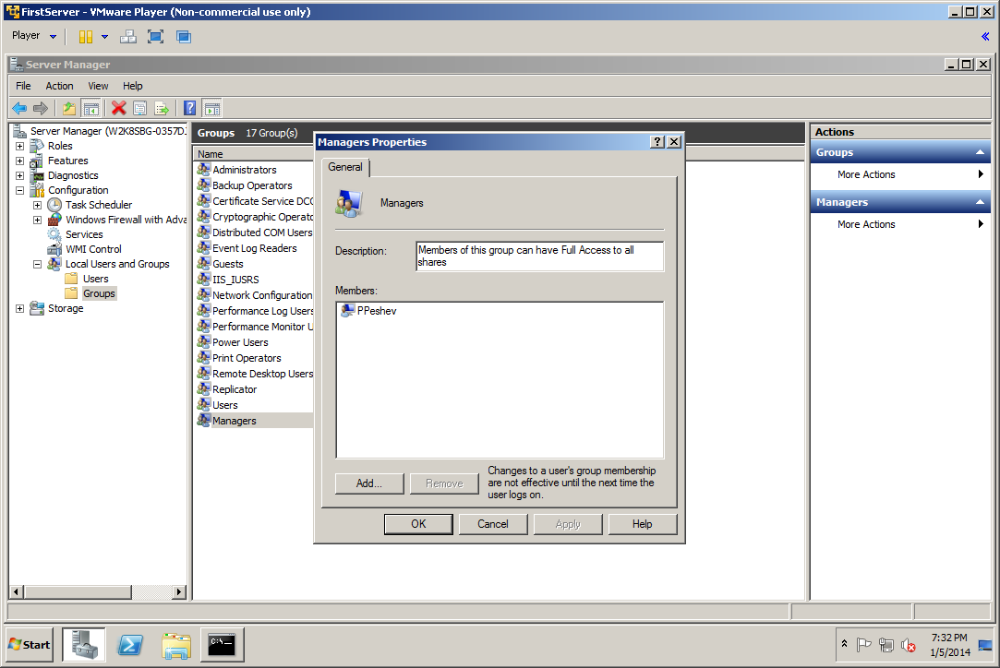 FirstServer - VMware Player (Non-commercial use only)
Player
Server Manager
File Action View Help
Server Manager (W2K8SBG-0357D
Roles
Features
Diagnostics
Configuration
Task Scheduler
Windows Firewall with Adva
Services
WMI Control
Local Users and Groups
Users
Groups
Storage
Groups 17 Group(s)
Name
Administrators
Backup Operators
Certificate Service DCO
Cryptographic Operato
Distributed COM Users
Event Log Readers
Guests
IIS_IUSRS
Network Configuration
Performance Log Users
Performance Monitor U
Power Users
Print Operators
Remote Desktop Users
Replicator
Users
Managers
Managers Properties
General
Managers
Description:
Members of this group can have Full Access to all
shares
Members:
PPeshev
Add...
Remove
Changes to a user's group membership
are not effective until the next time the
user logs on.
OK
Cancel
Apply
Help
Actions
Groups
More Actions
Managers
More Actions
Start
C:\
7:32 PM
1/5/2014